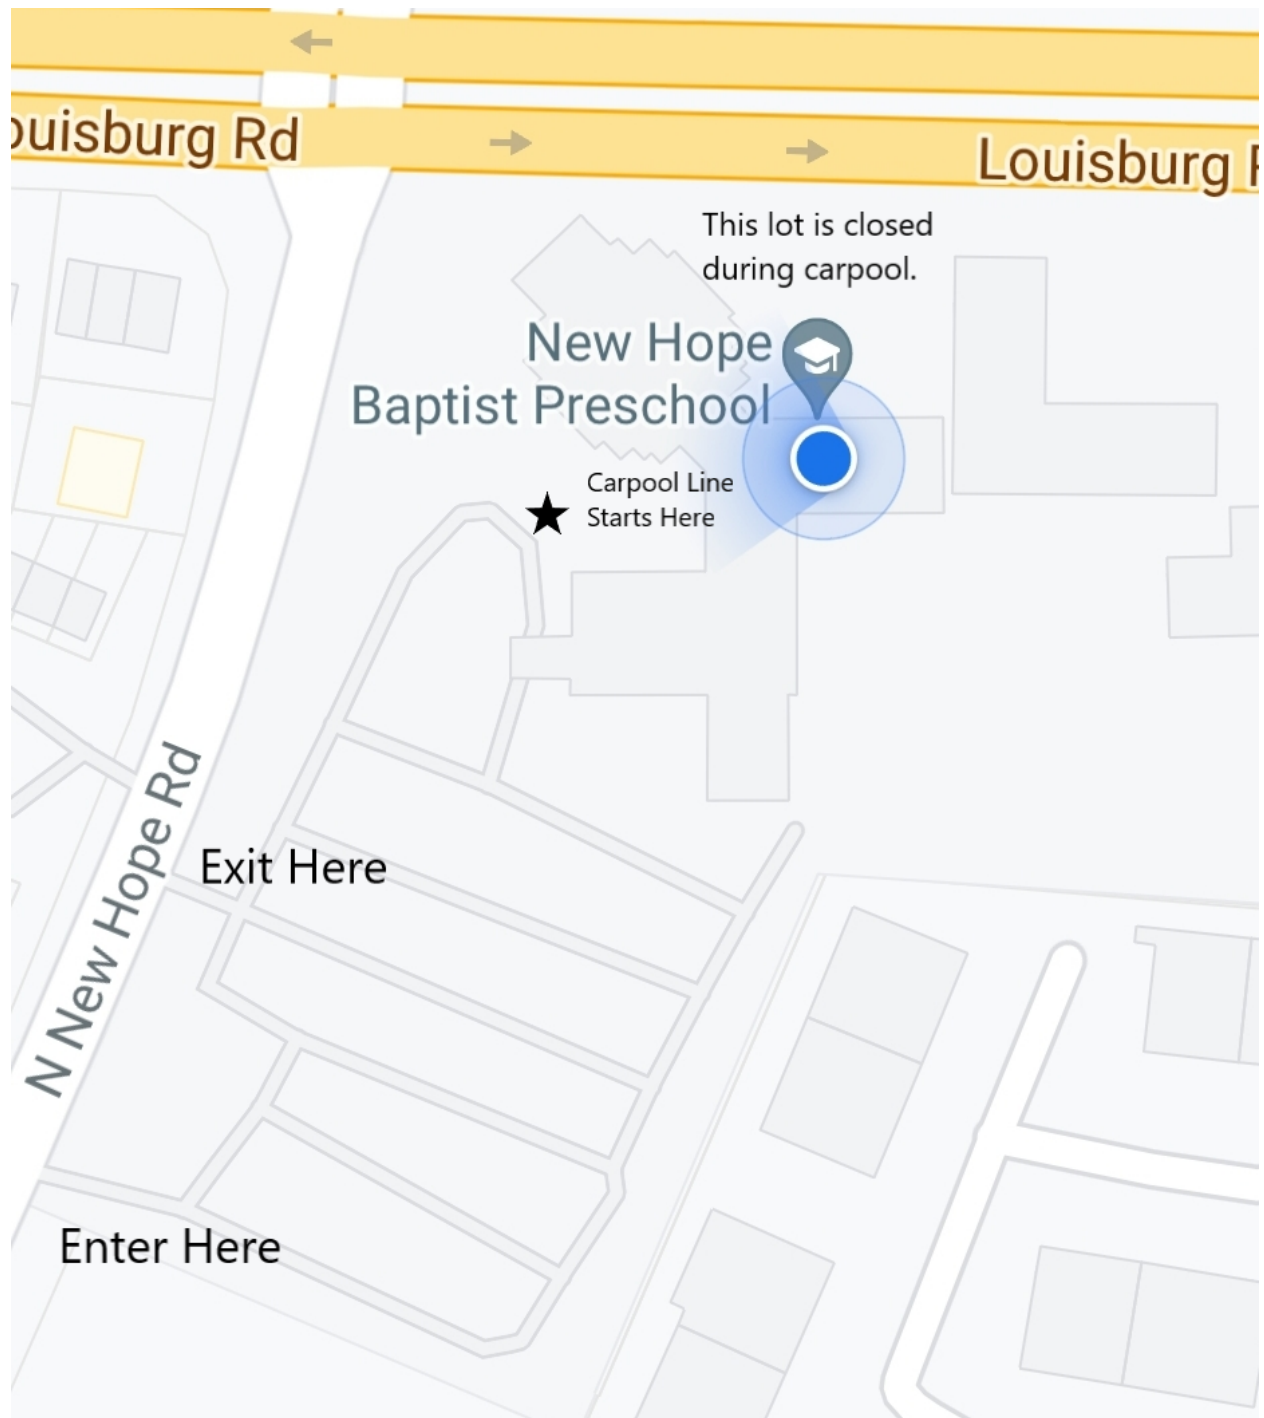 ouisburg Rd
Louisburg
This lot is closed
during carpool.
New Hope
Baptist Preschool
Carpool Line
Starts Here
N New Hope Rd
Exit Here
Enter Here